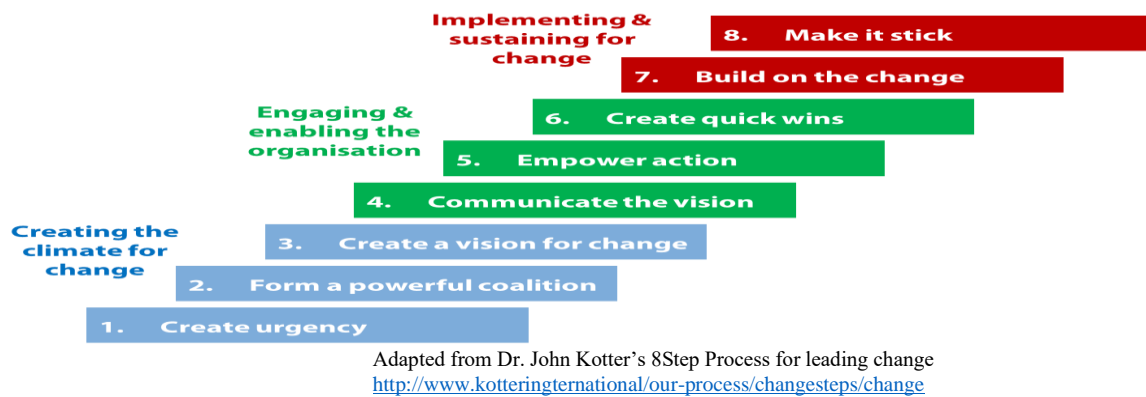 Implementing &
sustaining for
change
8. Make it stick
7. Build on the change
Engaging &
enabling the
organisation
6. Create quick wins
5. Empower action
4. Communicate the vision
Creating the
climate for
change
3. Create a vision for change
2. Form a powerful coalition
1. Create urgency
Adapted from Dr. John Kotter’s 8Step Process for leading change
http://www.kotteringternational/our-process/changesteps/change